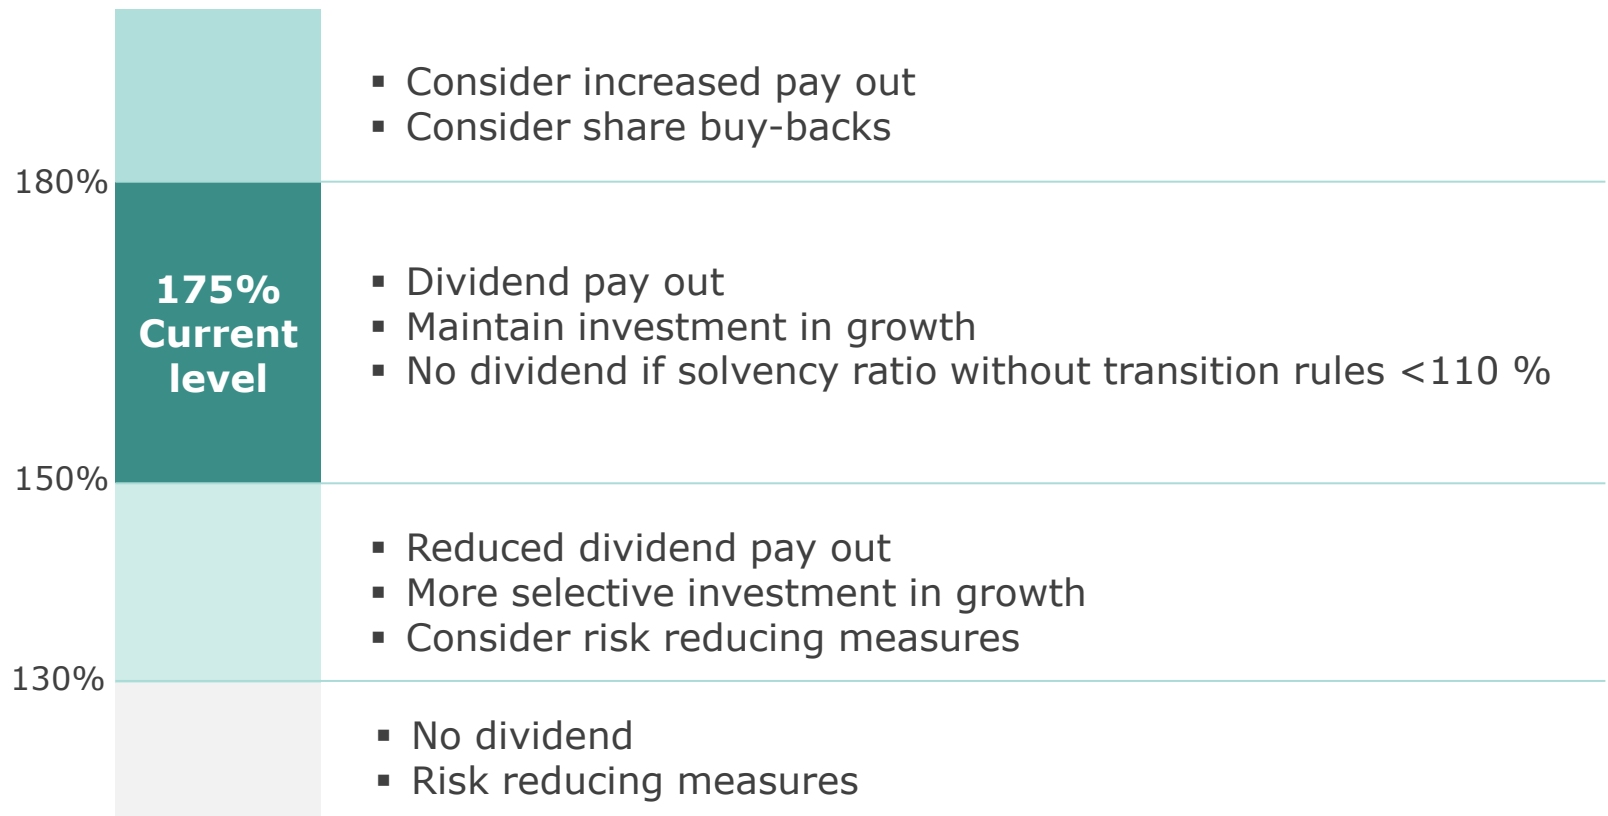 ▪ Consider increased pay out
▪ Consider share buy-backs
180%
175%
Current
level
▪ Dividend pay out
▪ Maintain investment in growth
▪ No dividend if solvency ratio without transition rules <110 %
150%
▪ Reduced dividend pay out
▪ More selective investment in growth
▪ Consider risk reducing measures
130%
▪ No dividend
▪ Risk reducing measures